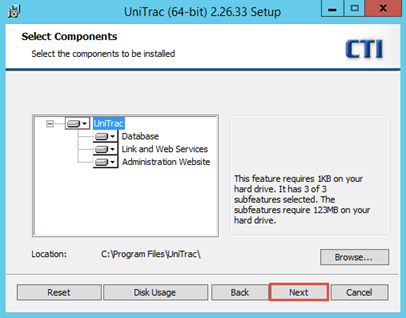 UniTrac (64-bit) 2.26.33 Setup
Select Components
Select the components to be installed
CTI
UniTrac
Database
Link and Web Services
Administration Website
This feature requires 1KB on your
hard drive. It has 3 of 3
subfeatures selected. The
subfeatures require 123MB on your
hard drive.
Location: C:\Program Files\UniTrac\
Browse...
Reset Disk Usage Back Next Cancel